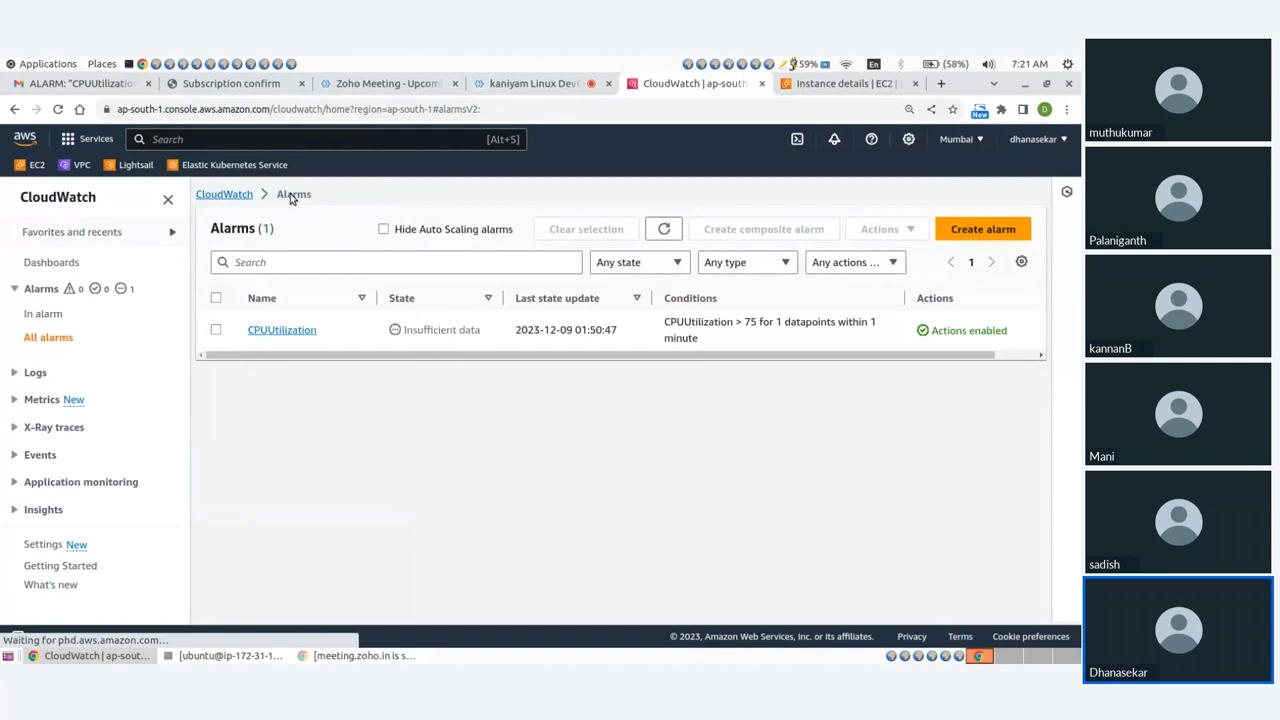 Applications Places 59% En (58%) 7:21 AM
ALARM: "CPUUtilizatio Subscription confirm Zoho Meeting - Upcomi kaniyam Linux DevO CloudWatch | ap-south Instance details | EC2 |
ap-south-1.console.aws.amazon.com/cloudwatch/home?region=ap-south-1#alarmsV2: New D
aws Services Search [Alt+S] Mumbai dhanasekar
EC2 VPC Lightsail Elastic Kubernetes Service
CloudWatch
Favorites and recents
Dashboards
Alarms 0 0 1
In alarm
All alarms
Logs
Metrics New
X-Ray traces
Events
Application monitoring
Insights
Settings New
Getting Started
What's new
CloudWatch Alarms
Alarms (1) Hide Auto Scaling alarms Clear selection Create composite alarm Actions Create alarm
Search Any state Any type Any actions ... 1
Name State Last state update Conditions Actions
CPUUtilization Insufficient data 2023-12-09 01:50:47 CPUUtilization > 75 for 1 datapoints within 1 Actions enabled
minute
Waiting for phd.aws.amazon.com...
© 2023, Amazon Web Services, Inc. or its affiliates. Privacy Terms Cookie preferences
CloudWatch | ap-sout... [ubuntu@ip-172-31-1... [meeting.zoho.in is s...
muthukumar
Palaniganth
kannanB
Mani
sadish
Dhanasekar